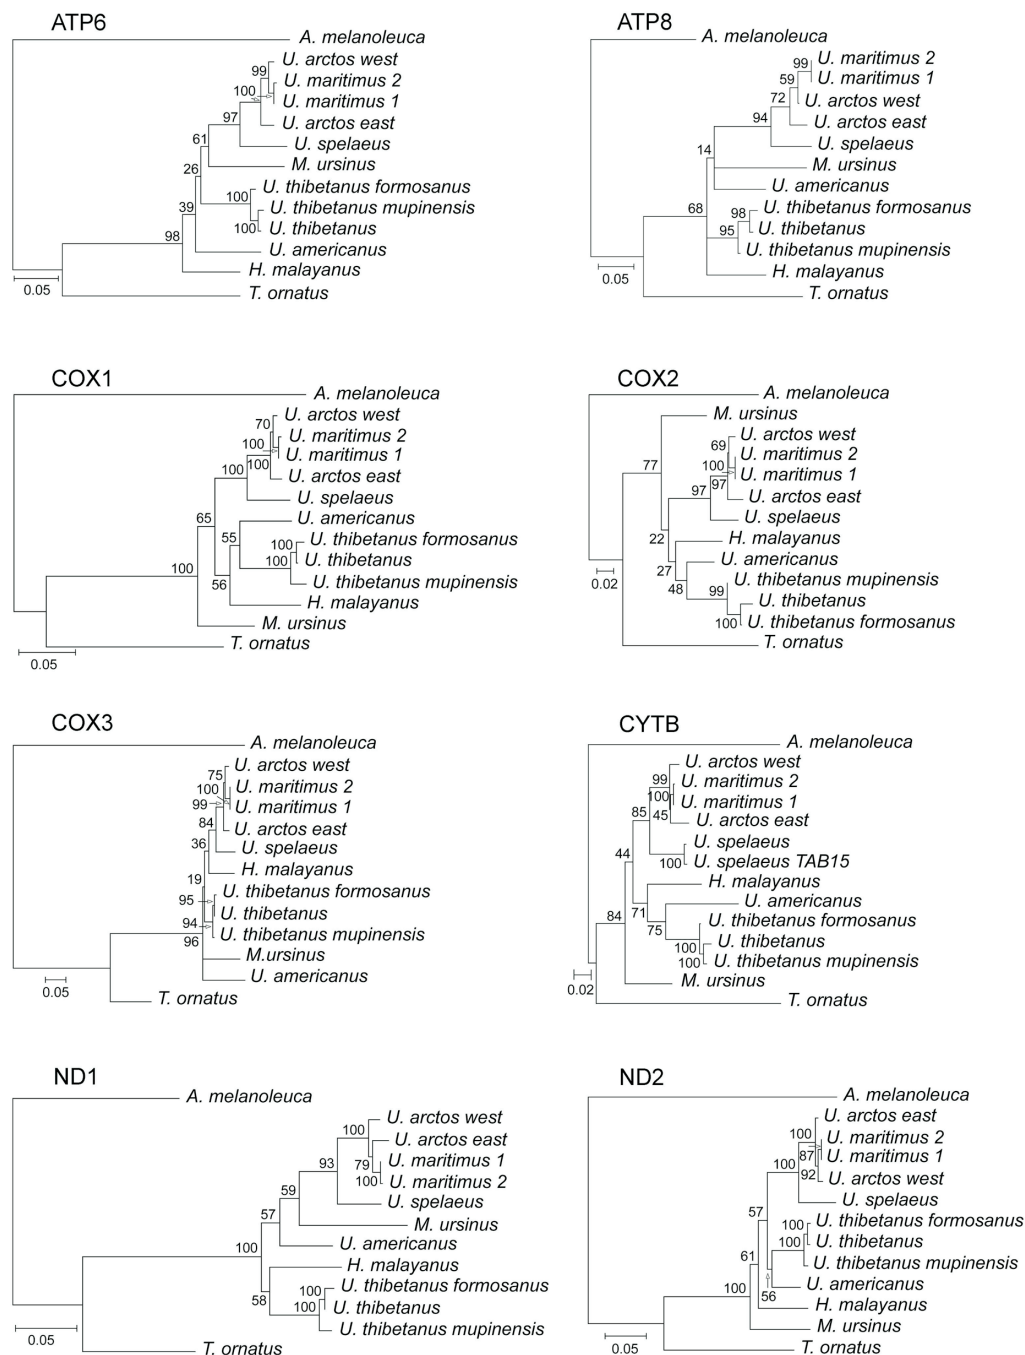 ATP6
A. melanoleuca
U. arctos west
99
U. maritimus 2
100
U. maritimus 1
97
U. arctos east
61
U. spelaeus
M. ursinus
26
U. thibetanus formosanus
100
U. thibetanus mupinensis
39
100
U. thibetanus
98
U. americanus
H. malayanus
0.05
T. ornatus
ATP8
A. melanoleuca
99
U. maritimus 2
59
U. maritimus 1
72
U. arctos west
94
U. arctos east
14
U. spelaeus
M. ursinus
U. americanus
68
98
U. thibetanus formosanus
95
U. thibetanus
U. thibetanus mupinensis
H. malayanus
0.05
T. ornatus
COX1
A. melanoleuca
70
U. arctos west
100
U. maritimus 2
U. maritimus 1
100
100
U. arctos east
U. spelaeus
65
U. americanus
55
100
U. thibetanus formosanus
100
100
U. thibetanus
56
U. thibetanus mupinensis
H. malayanus
M. ursinus
T. ornatus
0.05
COX2
A. melanoleuca
M. ursinus
69
U. arctos west
77
100
U. maritimus 2
U. maritimus 1
97
97
U. arctos east
U. spelaeus
22
H. malayanus
27
U. americanus
48
99
U. thibetanus mupinensis
U. thibetanus
100
U. thibetanus formosanus
0.02
T. ornatus
COX3
A. melanoleuca
75
U. arctos west
100
U. maritimus 2
99
U. maritimus 1
84
U. arctos east
36
U. spelaeus
H. malayanus
19
U. thibetanus formosanus
95
U. thibetanus
94
U. thibetanus mupinensis
96
M.ursinus
U. americanus
0.05
T. ornatus
CYTB
A. melanoleuca
U. arctos west
99
U. maritimus 2
100
U. maritimus 1
85
45
U. arctos east
U. spelaeus
44
100
U. spelaeus TAB15
H. malayanus
71
U. americanus
84
75
U. thibetanus formosanus
100
U. thibetanus
100
U. thibetanus mupinensis
M. ursinus
0.02
T. ornatus
ND1
A. melanoleuca
U. arctos west
100
U. arctos east
93
79
U. maritimus 1
100
U. maritimus 2
59
U. spelaeus
57
M. ursinus
100
U. americanus
H. malayanus
58
100
U. thibetanus formosanus
100
U. thibetanus
U. thibetanus mupinensis
0.05
T. ornatus
ND2
A. melanoleuca
U. arctos east
100
U. maritimus 2
87
U. maritimus 1
100
92
U. arctos west
U. spelaeus
57
100
U. thibetanus formosanus
100
U. thibetanus
61
U. thibetanus mupinensis
100
56
U. americanus
H. malayanus
M. ursinus
0.05
T. ornatus